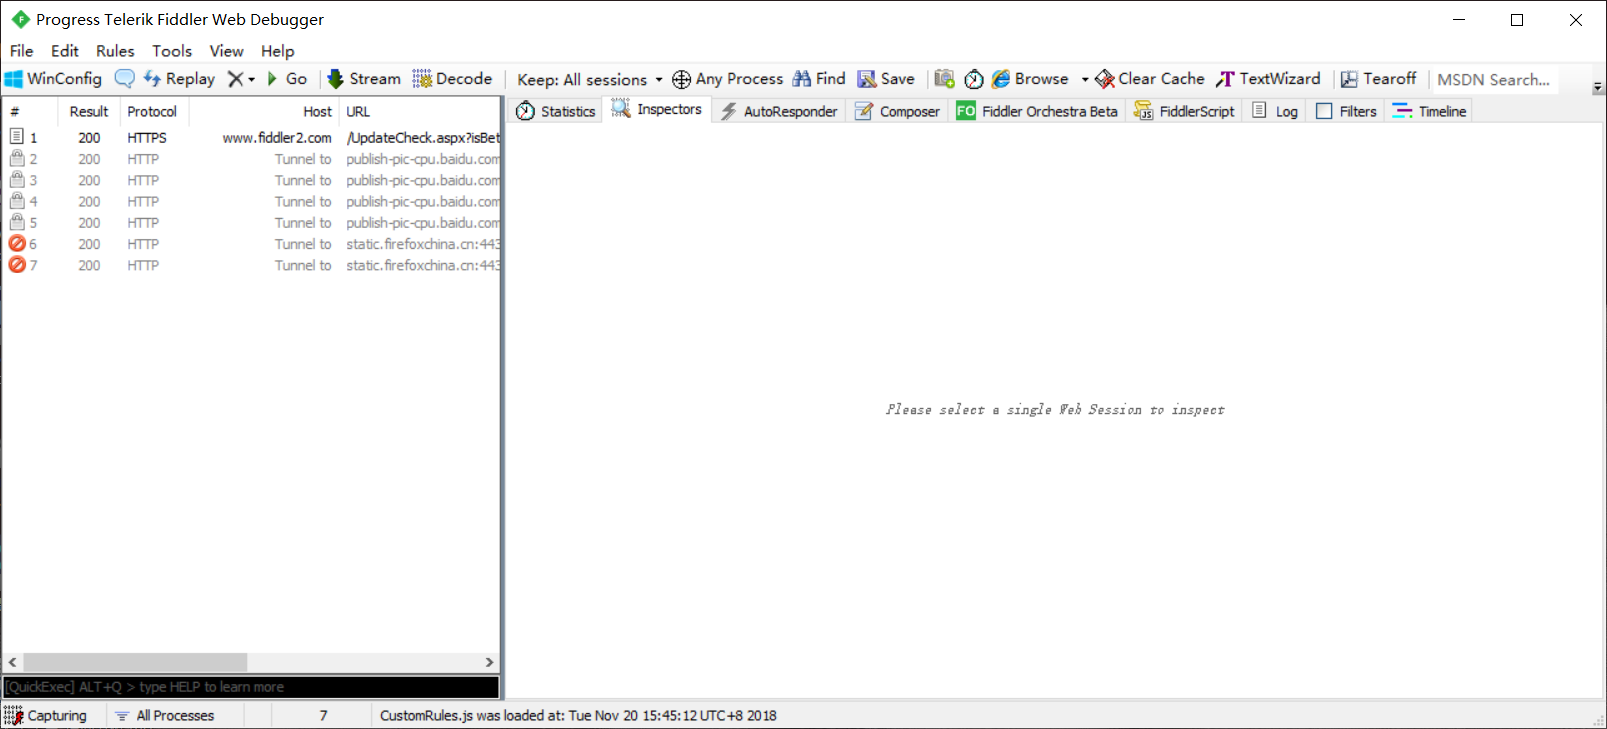 Progress Telerik Fiddler Web Debugger
File Edit Rules Tools View Help
WinConfig Replay Go Stream Decode Keep: All sessions Any Process Find Save Browse Clear Cache TextWizard Tearoff MSDN Search...
# Result Protocol Host URL
Statistics Inspectors AutoResponder Composer FO Fiddler Orchestra Beta FiddlerScript Log Filters Timeline
1 200 HTTPS www.fiddler2.com /UpdateCheck.aspx?isBet
2 200 HTTP Tunnel to publish-pic-cpu.baidu.com
3 200 HTTP Tunnel to publish-pic-cpu.baidu.com
4 200 HTTP Tunnel to publish-pic-cpu.baidu.com
5 200 HTTP Tunnel to publish-pic-cpu.baidu.com
6 200 HTTP Tunnel to static.firefoxchina.cn:443
7 200 HTTP Tunnel to static.firefoxchina.cn:443
Please select a single Web Session to inspect
[QuickExec] ALT+Q > type HELP to learn more
Capturing All Processes 7 CustomRules.js was loaded at: Tue Nov 20 15:45:12 UTC+8 2018